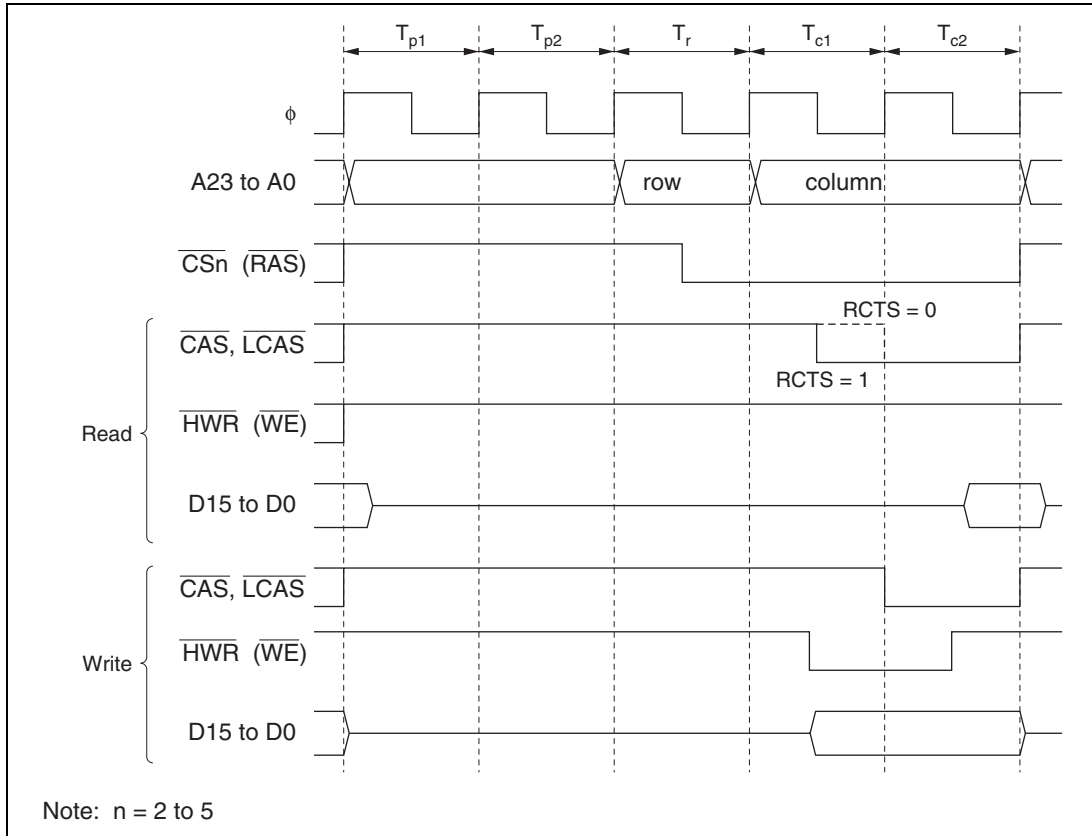 Tp1 Tp2 Tr Tc1 Tc2
ϕ
A23 to A0 row column
CSn (RAS)
RCTS = 0
CAS, LCAS
RCTS = 1
HWR (WE)
Read
D15 to D0
CAS, LCAS
HWR (WE)
Write
D15 to D0
Note: n = 2 to 5